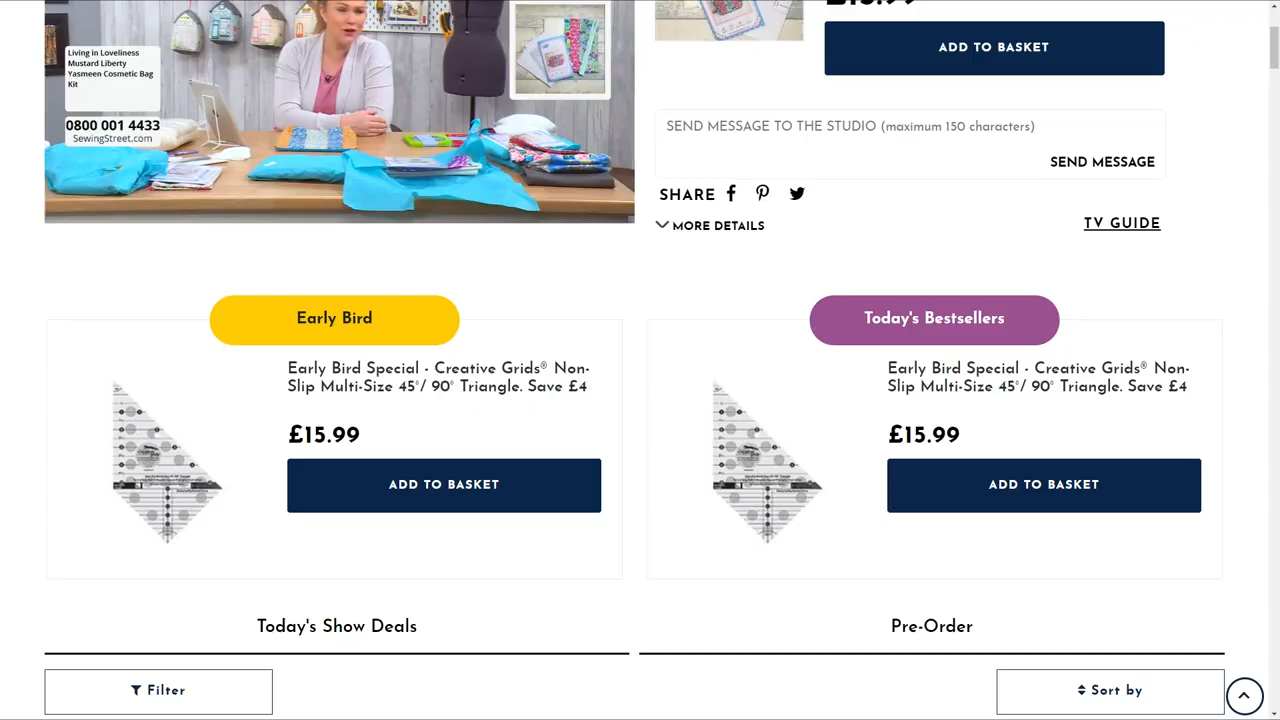 Living in Loveliness
Mustard Liberty
Yasmeen Cosmetic Bag
Kit
0800 001 4433
SewingStreet.com
ADD TO BASKET
SEND MESSAGE TO THE STUDIO (maximum 150 characters)
SEND MESSAGE
SHARE
MORE DETAILS
TV GUIDE
Early Bird
Early Bird Special - Creative Grids® Non-
Slip Multi-Size 45°/ 90° Triangle. Save £4
£15.99
ADD TO BASKET
Today's Bestsellers
Early Bird Special - Creative Grids® Non-
Slip Multi-Size 45°/ 90° Triangle. Save £4
£15.99
ADD TO BASKET
Today's Show Deals
Pre-Order
Filter
Sort by